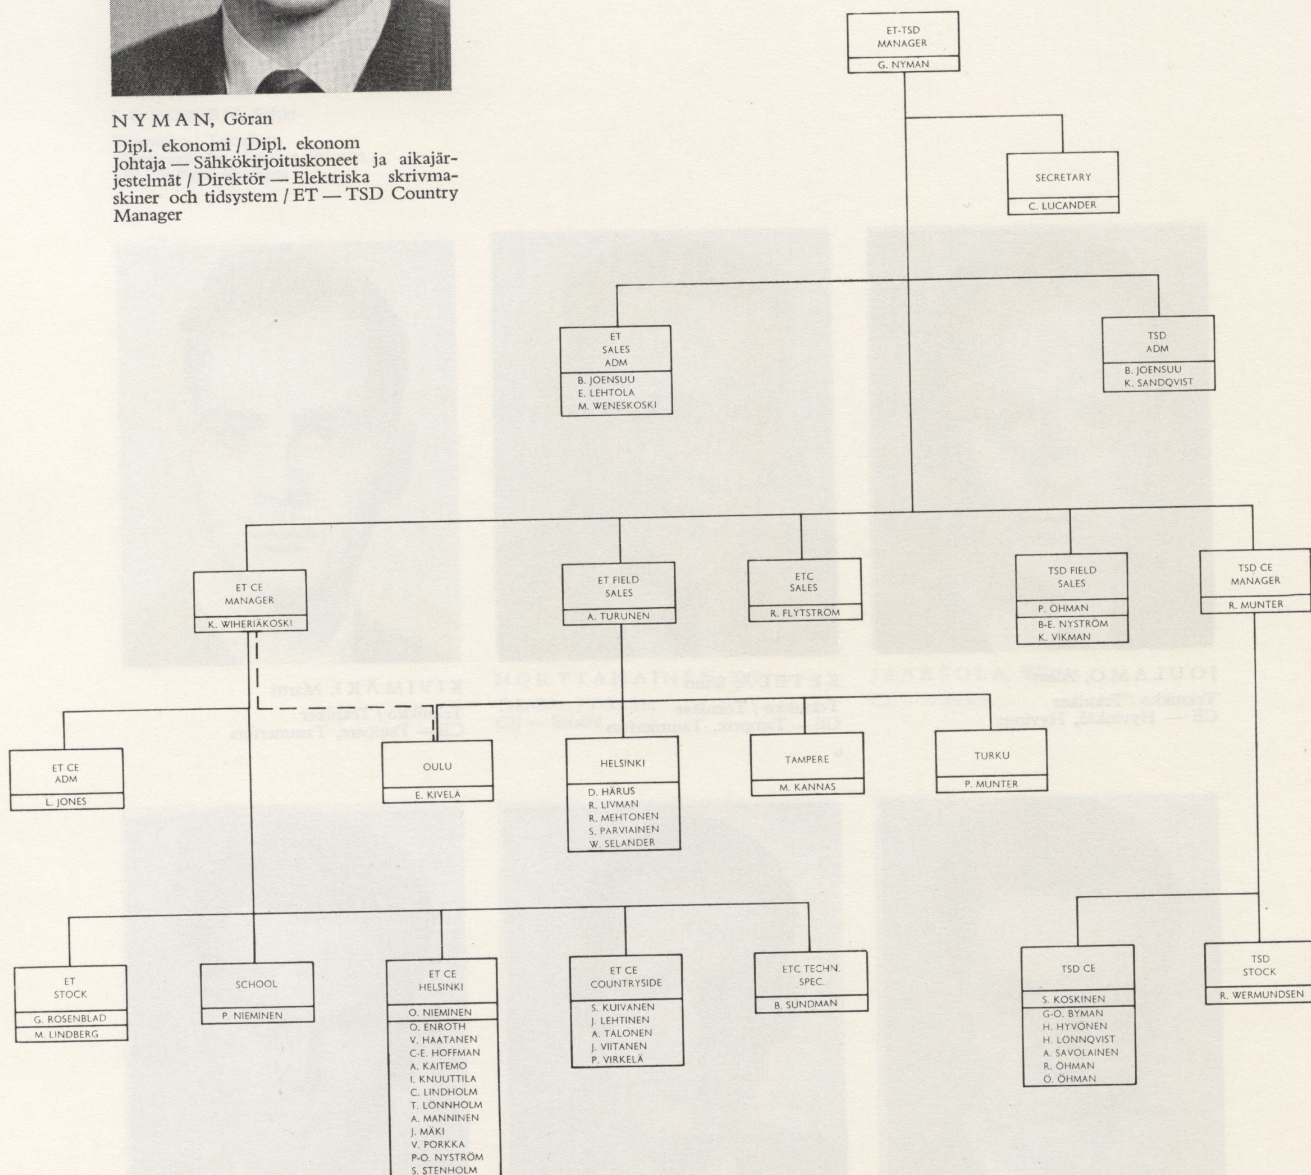 NYMAN, Göran
Dipl. ekonomi / Dipl. ekonom
Johtaja — Sähkökirjoituskoneet ja aikajär-
jestelmät / Direktör — Elektriska skrivma-
skiner och tidsystem / ET — TSD Country
Manager
ET-TSD
MANAGER
G. NYMAN
SECRETARY
C. LUCANDER
ET
SALES
ADM
B. JOENSUU
E. LEHTOLA
M. WENESKOSKI
TSD
ADM
B. JOENSUU
K. SANDQVIST
ET CE
MANAGER
K. WIHERIÄKOSKI
ET FIELD
SALES
A. TURUNEN
ETC
SALES
R. FLYTSTRÖM
TSD FIELD
SALES
P. ÖHMAN
B-E. NYSTRÖM
K. VIKMAN
TSD CE
MANAGER
R. MUNTER
ET CE
ADM
L. JONES
OULU
E. KIVELA
HELSINKI
D. HÄRUS
R. LIVMAN
R. MEHTONEN
S. PARVIAINEN
W. SELANDER
TAMPERE
M. KANNAS
TURKU
P. MUNTER
ET
STOCK
G. ROSENBLAD
M. LINDBERG
SCHOOL
P. NIEMINEN
ET CE
HELSINKI
O. NIEMINEN
O. ENROTH
V. HAATANEN
C-E. HOFFMAN
A. KAITEMO
I. KNUUTTILA
C. LINDHOLM
T. LÖNNHOLM
A. MANNINEN
J. MÄKI
V. PORKKA
P-O. NYSTRÖM
S. STENHOLM
ET CE
COUNTRYSIDE
S. KUIVANEN
J. LEHTINEN
A. TALONEN
J. VIITANEN
P. VIRKELÄ
ETC TECHN.
SPEC.
B. SUNDMAN
TSD CE
S. KOSKINEN
G-O. BYMAN
H. HYVÖNEN
H. LÖNNQVIST
A. SAVOLAINEN
R. ÖHMAN
O. ÖHMAN
TSD
STOCK
R. WERMUNDSEN